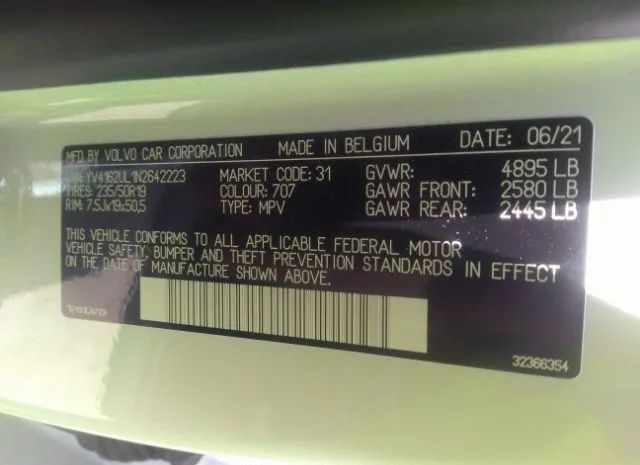 MFD BY VOLVO CAR CORPORATION MADE IN BELGIUM DATE: 06/21
VIN: YV4162UL1N2642223 MARKET CODE: 31 GVWR: 4895 LB
TIRES: 235/50R19 COLOUR: 707 GAWR FRONT: 2580 LB
RIM: 7.5Jx19x50,5 TYPE: MPV GAWR REAR: 2445 LB
THIS VEHICLE CONFORMS TO ALL APPLICABLE FEDERAL MOTOR
VEHICLE SAFETY, BUMPER AND THEFT PREVENTION STANDARDS IN EFFECT
ON THE DATE OF MANUFACTURE SHOWN ABOVE.
VOLVO
32366354